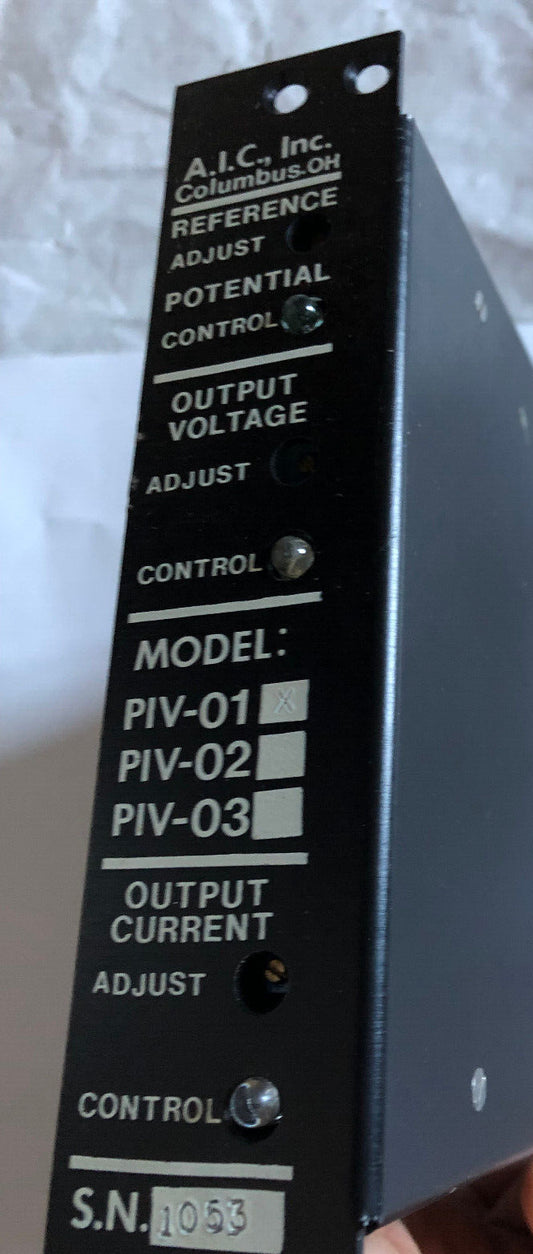 A.I.C., Inc.
Columbus.OH
REFERENCE
ADJUST
POTENTIAL
CONTROL
OUTPUT
VOLTAGE
ADJUST
CONTROL
MODEL:
PIV-01 X
PIV-02
PIV-03
OUTPUT
CURRENT
ADJUST
CONTROL
S.N. 1053